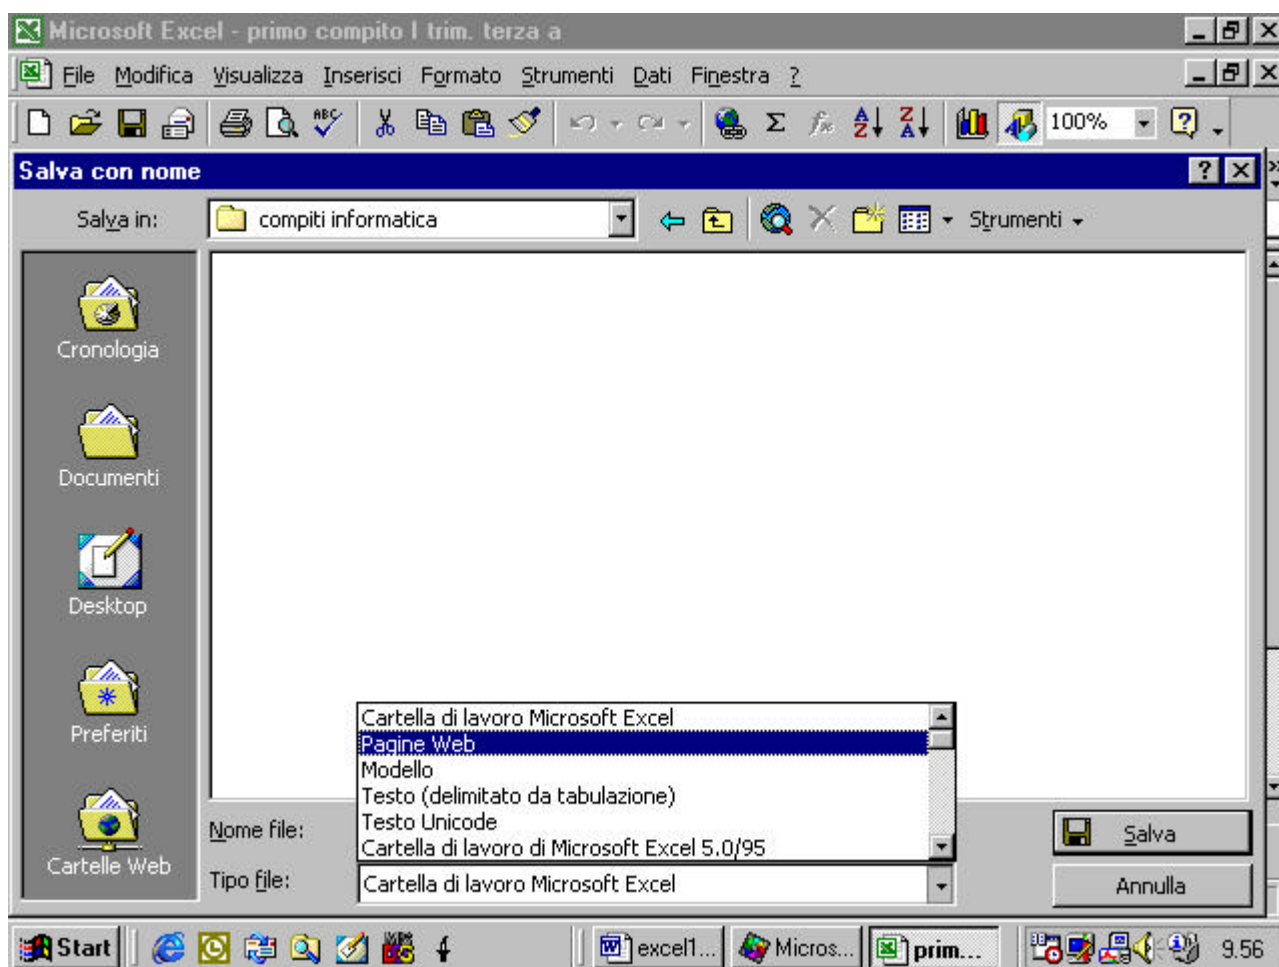 Microsoft Excel - primo compito I trim. terza a
File Modifica Visualizza Inserisci Formato Strumenti Dati Finestra ?
ABC Σ fx A Z Z A 100% ?
Salva con nome ?
Salva in: compiti informatica Strumenti
Cronologia
Documenti
Desktop
Preferiti
Cartelle Web
Cartella di lavoro Microsoft Excel
Pagine Web
Modello
Testo (delimitato da tabulazione)
Testo Unicode
Cartella di lavoro di Microsoft Excel 5.0/95
Nome file: Salva
Tipo file: Cartella di lavoro Microsoft Excel Annulla
Start excel1... Micros... prim... 9.56